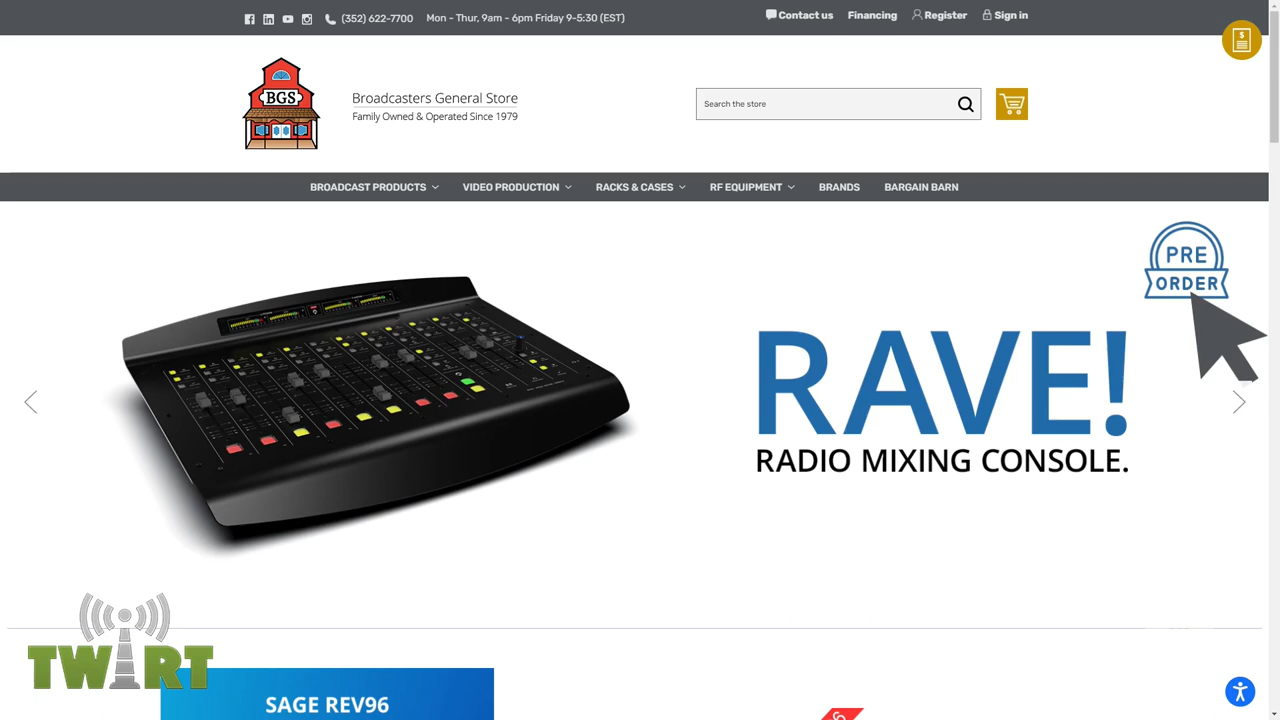 (352) 622-7700
Mon - Thur, 9am - 6pm Friday 9-5:30 (EST)
Contact us
Financing
Register
Sign in
$
BGS
Broadcasters General Store
Family Owned & Operated Since 1979
Search the store
BROADCAST PRODUCTS
VIDEO PRODUCTION
RACKS & CASES
RF EQUIPMENT
BRANDS
BARGAIN BARN
PRE
ORDER
RAVE!
RADIO MIXING CONSOLE.
TWiRT
SAGE REV96